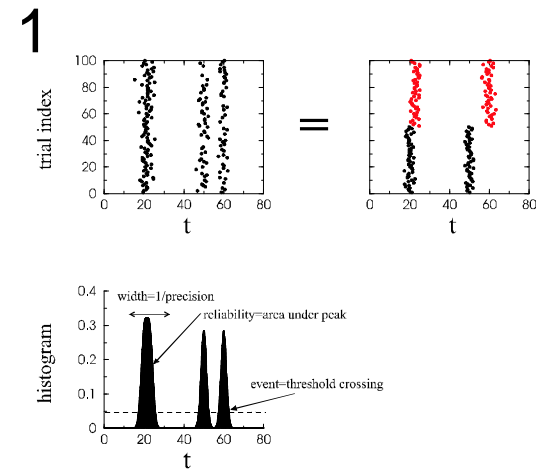 1
trial index
100
80
60
40
20
0
0 20 40 60 80
t
=
0 20 40 60 80
t
histogram
0.4
0.3
0.2
0.1
0
width=1/precision
reliability=area under peak
event=threshold crossing
0 20 40 60 80
t